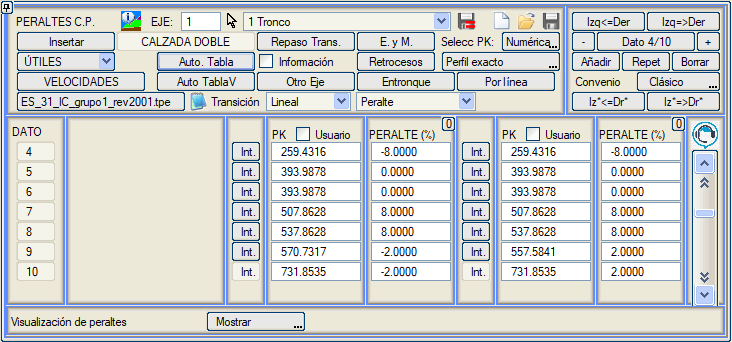 PERALTES C.P. EJE: 1 1 Tronco Izq<=Der Izq=>Der
Insertar CALZADA DOBLE Repaso Trans. E. y M. Selecc PK: Numérica... - Dato 4/10 +
ÚTILES Auto. Tabla Información Retrocesos Perfil exacto ... Añadir Repet Borrar
VELOCIDADES Auto TablaV Otro Eje Entronque Por línea Convenio Clásico ...
ES_31_IC_grupo1_rev2001.tpe Transición Lineal Peralte Iz*<=Dr* Iz*=>Dr*
DATO PK Usuario PERALTE (%) 0 PK Usuario PERALTE (%) 0
4 Int. 259.4316 -8.0000 Int. 259.4316 -8.0000
5 Int. 393.9878 0.0000 Int. 393.9878 0.0000
6 Int. 393.9878 0.0000 Int. 393.9878 0.0000
7 Int. 507.8628 8.0000 Int. 507.8628 8.0000
8 Int. 537.8628 8.0000 Int. 537.8628 8.0000
9 Int. 570.7317 -2.0000 Int. 557.5841 2.0000
10 Int. 731.8535 -2.0000 Int. 731.8535 2.0000
Visualización de peraltes Mostrar ...